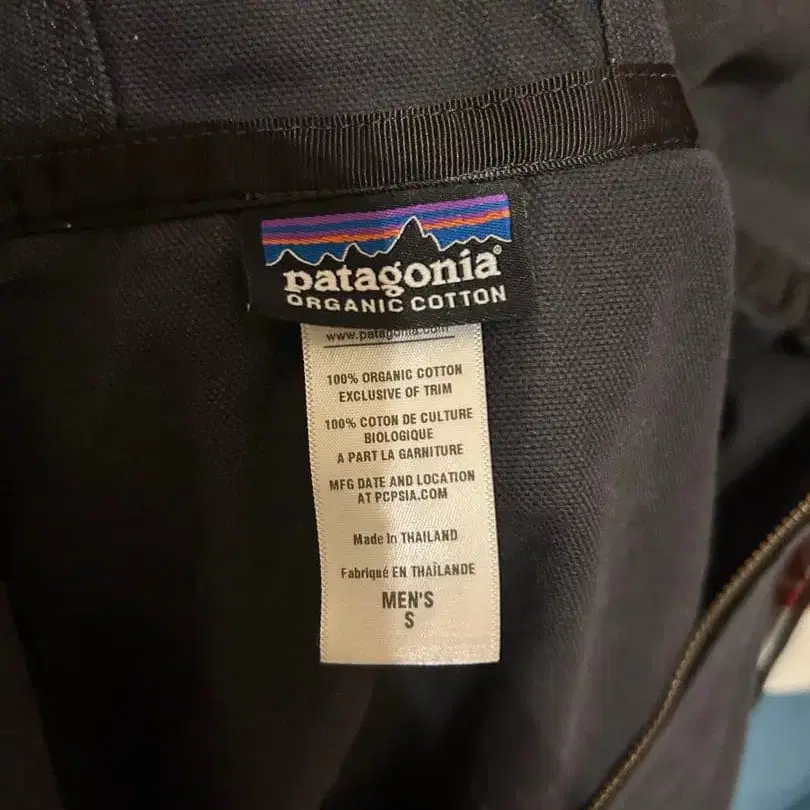 patagonia®
ORGANIC COTTON
www.patagonia.com
100% ORGANIC COTTON
EXCLUSIVE OF TRIM
100% COTON DE CULTURE
BIOLOGIQUE
A PART LA GARNITURE
MFG DATE AND LOCATION
AT PCPSIA.COM
Made In THAILAND
Fabriqué EN THAÏLANDE
MEN'S
S